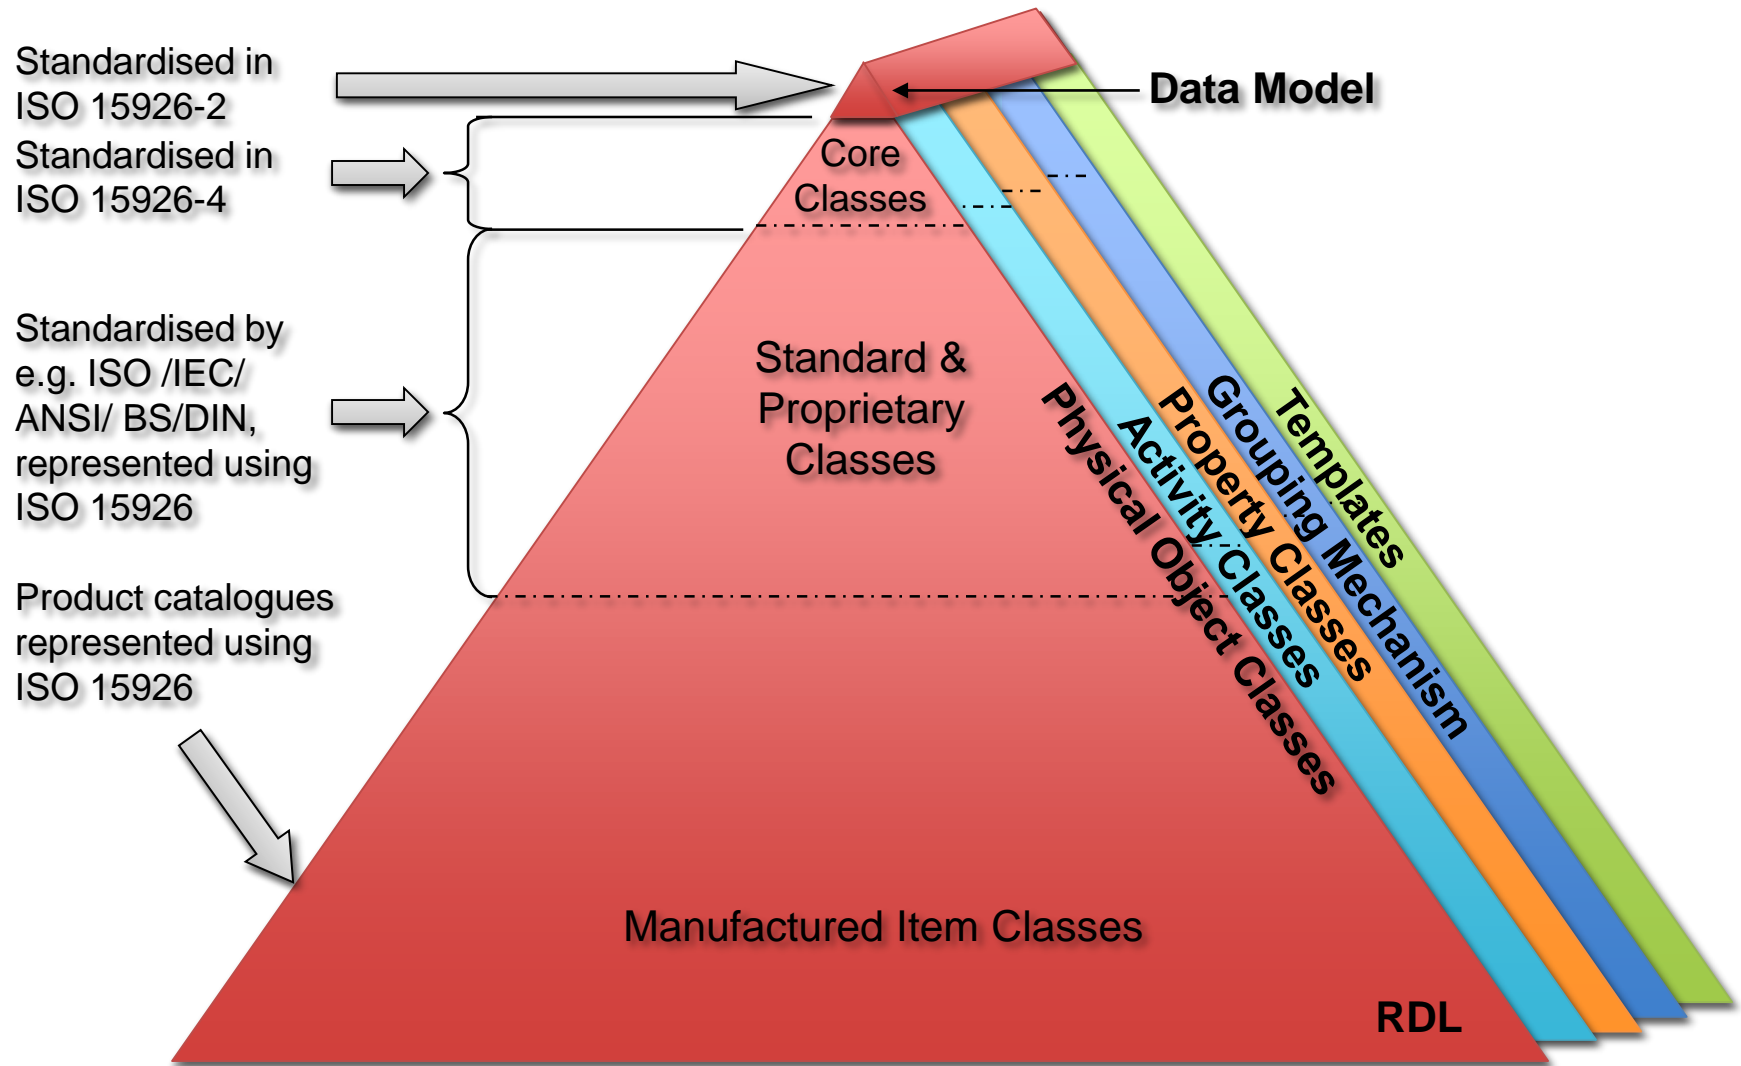 Standardised in
ISO 15926-2
Standardised in
ISO 15926-4
Standardised by
e.g. ISO /IEC/
ANSI/ BS/DIN,
represented using
ISO 15926
Product catalogues
represented using
ISO 15926
Data Model
Core
Classes
Standard &
Proprietary
Classes
Manufactured Item Classes
RDL
Physical Object Classes
Activity Classes
Property Classes
Grouping Mechanism
Templates